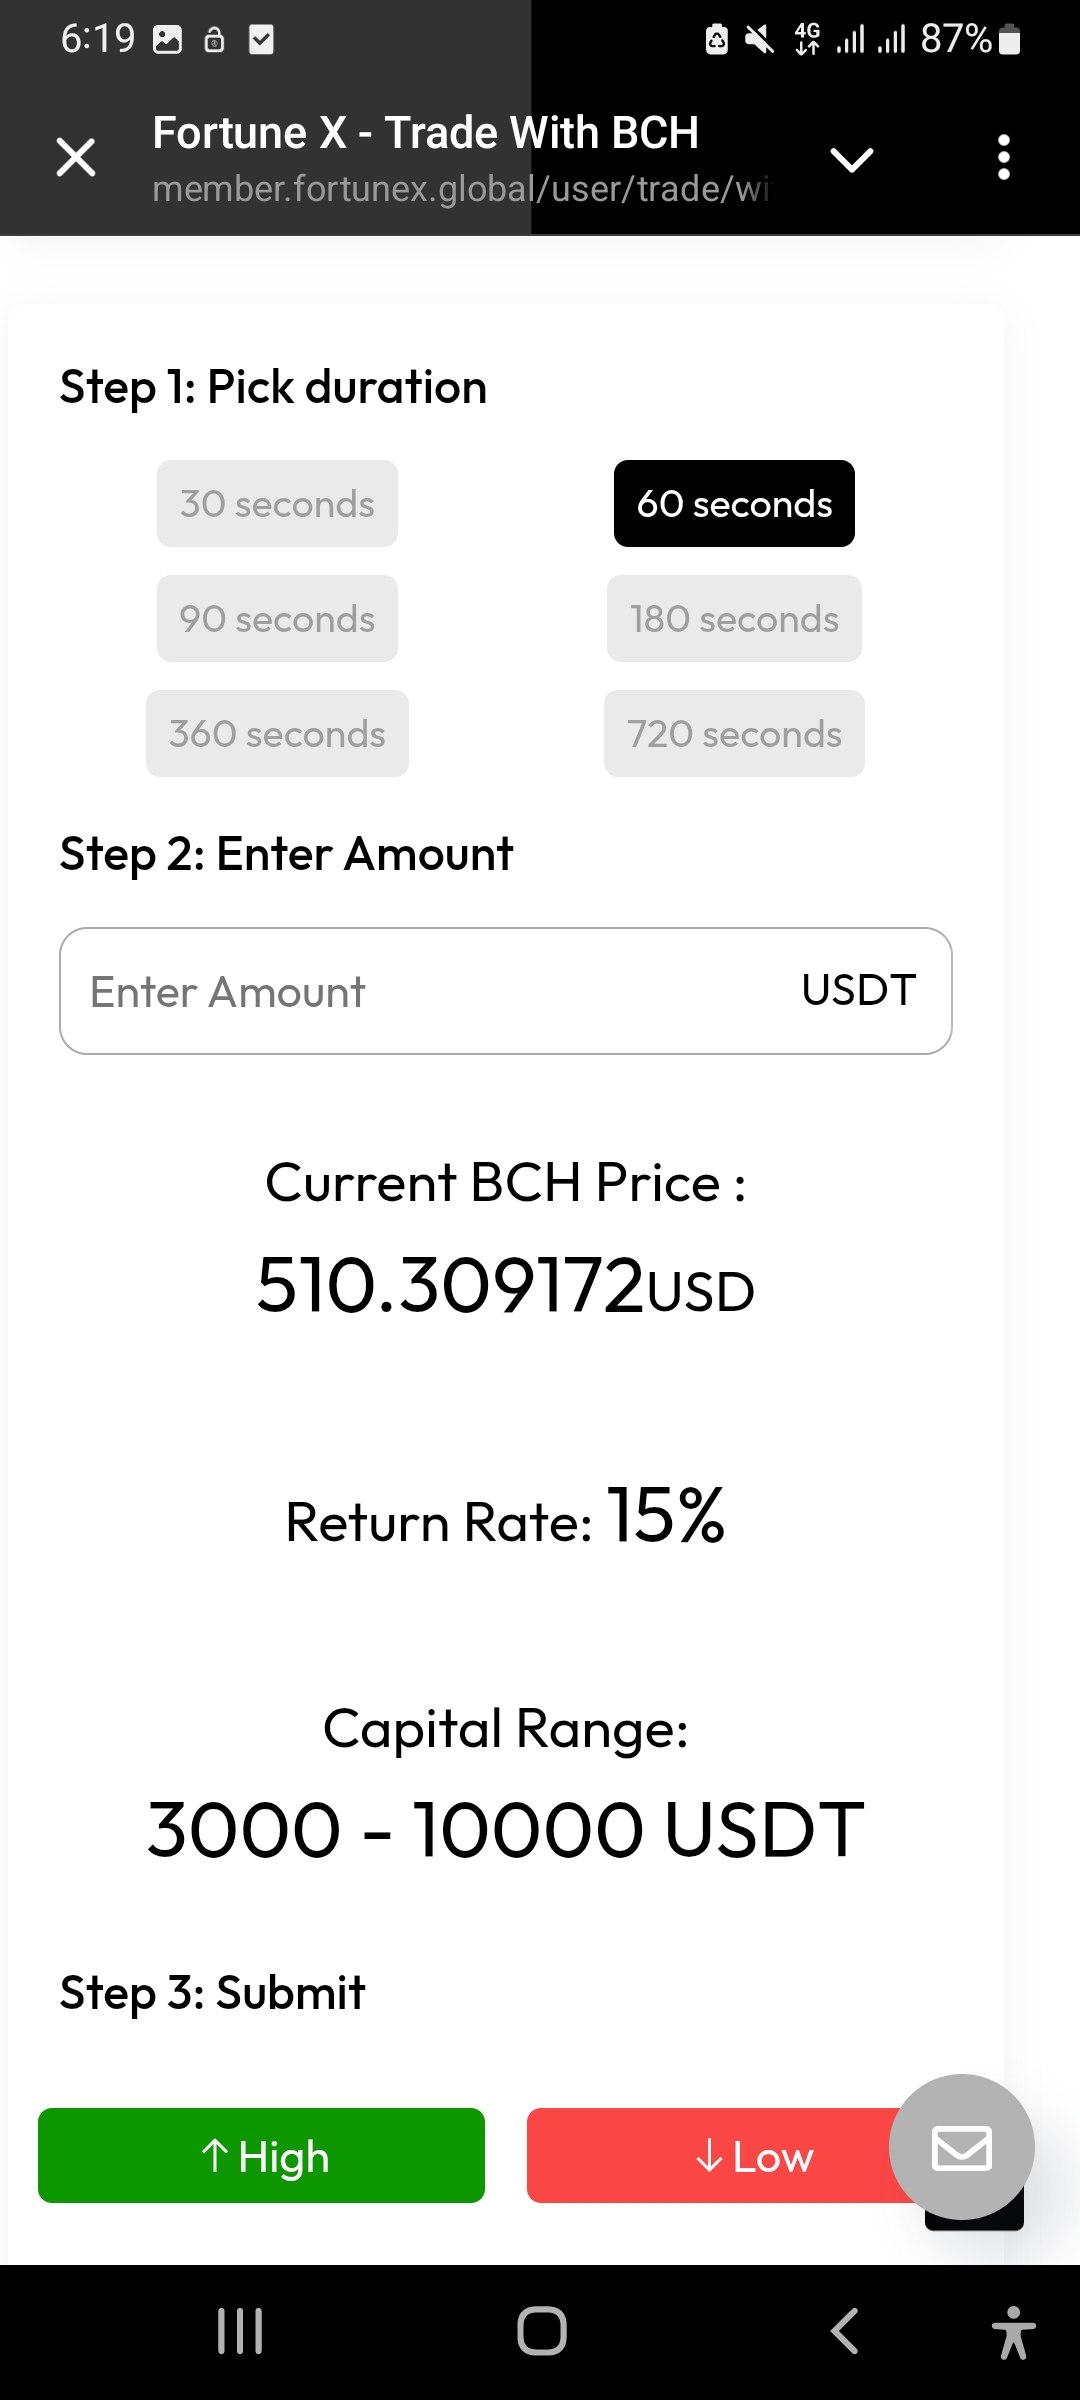 6:19
4G
87%
Fortune X - Trade With BCH
member.fortunex.global/user/trade/wi
Step 1: Pick duration
30 seconds
60 seconds
90 seconds
180 seconds
360 seconds
720 seconds
Step 2: Enter Amount
Enter Amount
USDT
Current BCH Price :
510.309172USD
Return Rate: 15%
Capital Range:
3000 - 10000 USDT
Step 3: Submit
↑ High
↓ Low